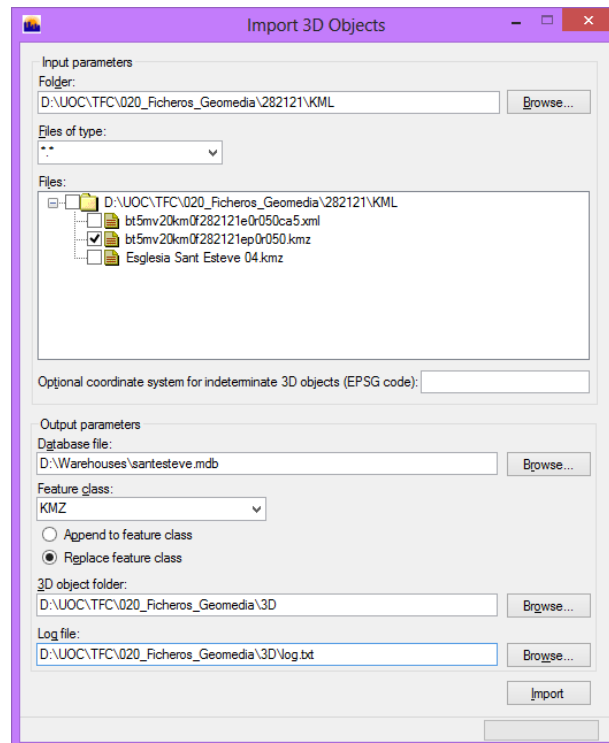 Import 3D Objects
Input parameters
Folder:
D:\UOC\TFC\020_Ficheros_Geomedia\282121\KML
Browse...
Files of type:
*.*
Files:
D:\UOC\TFC\020_Ficheros_Geomedia\282121\KML
bt5mv20km0f282121e0r050ca5.xml
bt5mv20km0f282121ep0r050.kmz
Esglesia Sant Esteve 04.kmz
Optional coordinate system for indeterminate 3D objects (EPSG code):
Output parameters
Database file:
D:\Warehouses\santesteve.mdb
Browse...
Feature class:
KMZ
Append to feature class
Replace feature class
3D object folder:
D:\UOC\TFC\020_Ficheros_Geomedia\3D
Browse...
Log file:
D:\UOC\TFC\020_Ficheros_Geomedia\3D\log.txt
Browse...
Import